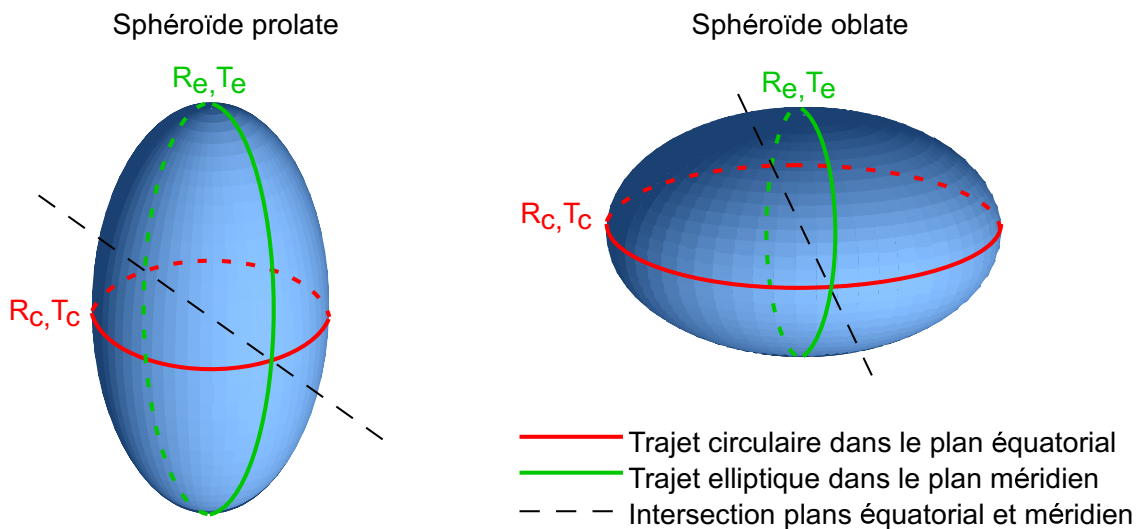 Sphéroïde prolate
Sphéroïde oblate
Re,Te
Re,Te
Rc,Tc
Rc,Tc
Trajet circulaire dans le plan équatorial
Trajet elliptique dans le plan méridien
Intersection plans équatorial et méridien